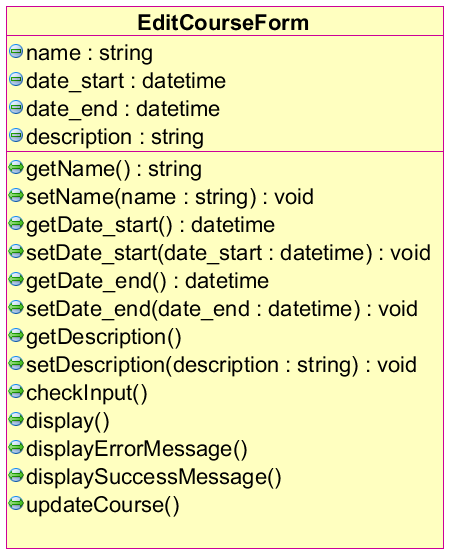 EditCourseForm
name : string
date_start : datetime
date_end : datetime
description : string
getName() : string
setName(name : string) : void
getDate_start() : datetime
setDate_start(date_start : datetime) : void
getDate_end() : datetime
setDate_end(date_end : datetime) : void
getDescription()
setDescription(description : string) : void
checkInput()
display()
displayErrorMessage()
displaySuccessMessage()
updateCourse()